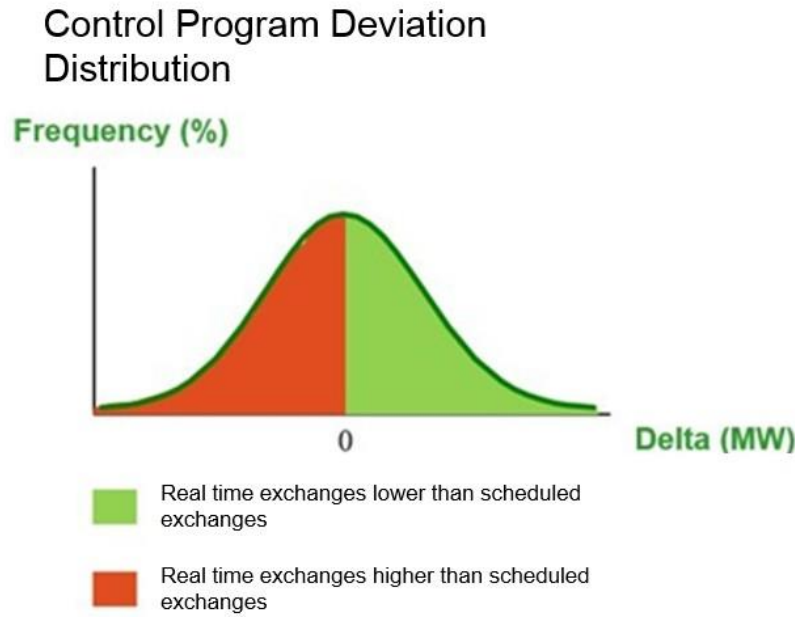 Control Program Deviation
Distribution
Frequency (%)
0
Delta (MW)
Real time exchanges lower than scheduled
exchanges
Real time exchanges higher than scheduled
exchanges